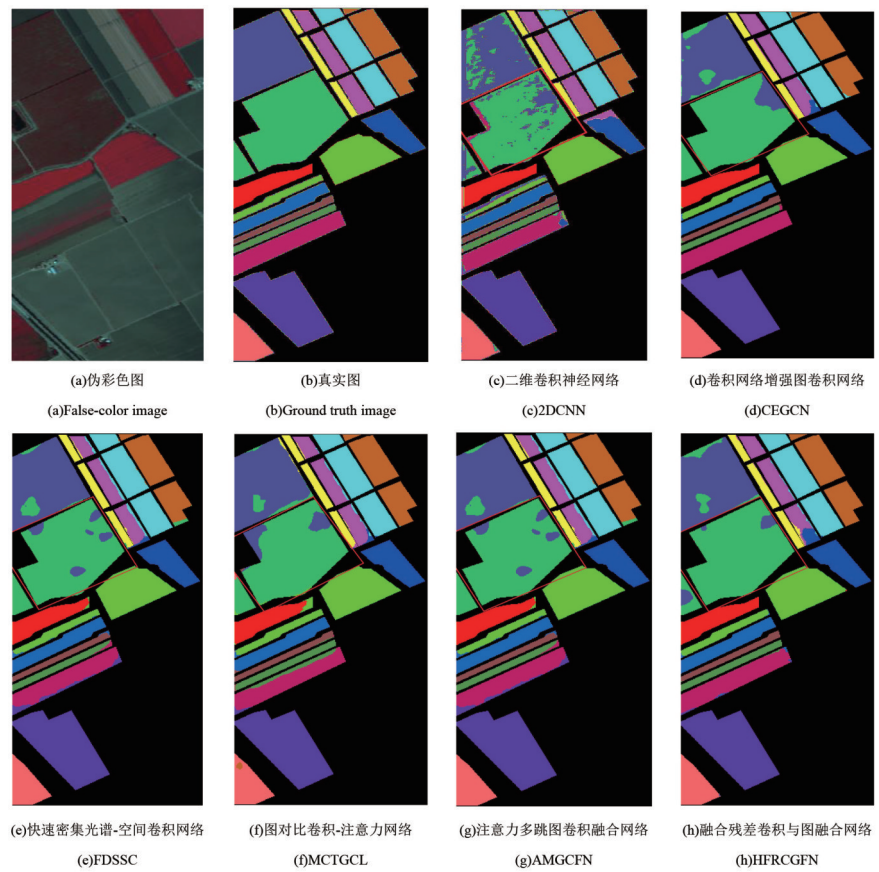 (a)伪彩色图
(b)真实图
(c)二维卷积神经网络
(d)卷积网络增强图卷积网络
(a)False-color image
(b)Ground truth image
(c)2DCNN
(d)CEGCN
(e)快速密集光谱-空间卷积网络
(f)图对比卷积-注意力网络
(g)注意力多跳图卷积融合网络
(h)融合残差卷积与图融合网络
(e)FDSSC
(f)MCTGCL
(g)AMGCFN
(h)HFRCGFN